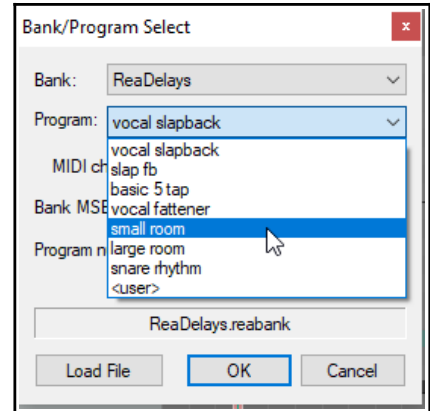 Bank/Program Select
x
Bank: ReaDelays
Program: vocal slapback
vocal slapback
MIDI ch
slap fb
basic 5 tap
Bank MSB
vocal fattener
small room
Program n
large room
snare rhythm
<user>
ReaDelays.reabank
Load File OK Cancel